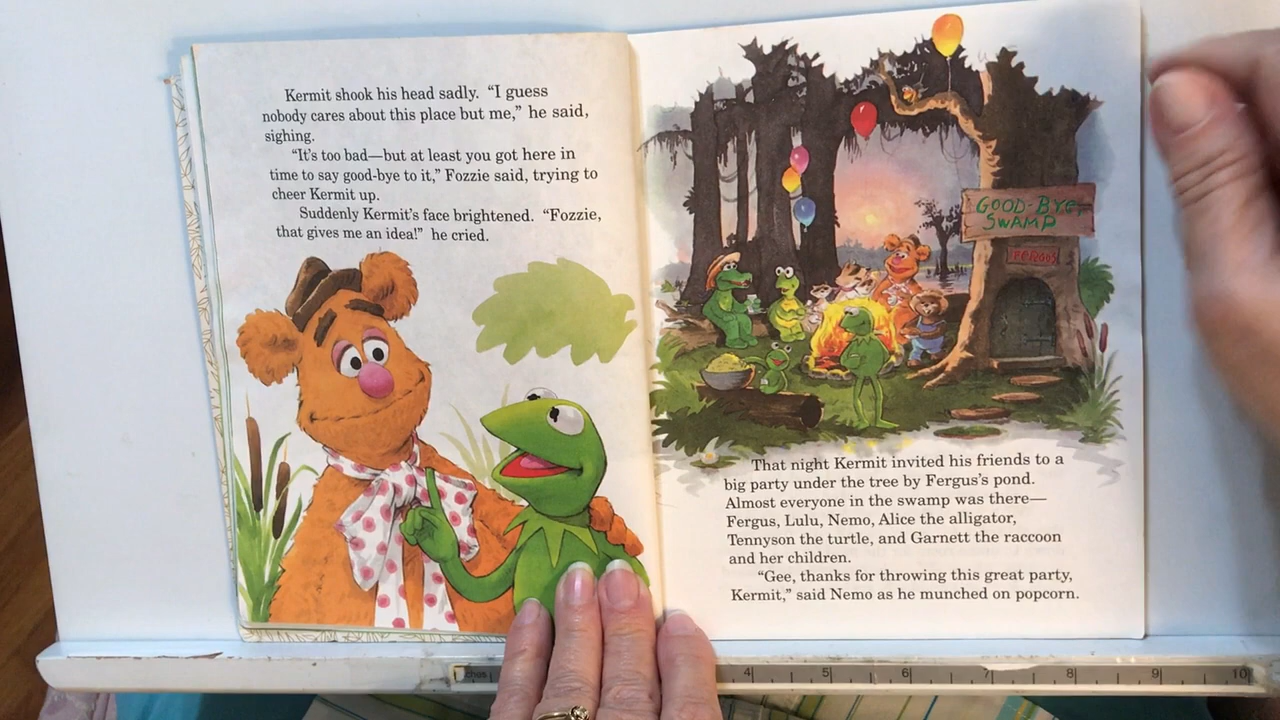 Kermit shook his head sadly. “I guess
nobody cares about this place but me,” he said,
sighing.
“It’s too bad—but at least you got here in
time to say good-bye to it,” Fozzie said, trying to
cheer Kermit up.
Suddenly Kermit’s face brightened. “Fozzie,
that gives me an idea!” he cried.
GOOD-BYE,
SWAMP
FERGUS
That night Kermit invited his friends to a
big party under the tree by Fergus’s pond.
Almost everyone in the swamp was there—
Fergus, Lulu, Nemo, Alice the alligator,
Tennyson the turtle, and Garnett the raccoon
and her children.
“Gee, thanks for throwing this great party,
Kermit,” said Nemo as he munched on popcorn.
4 5 6 7 8 9 10